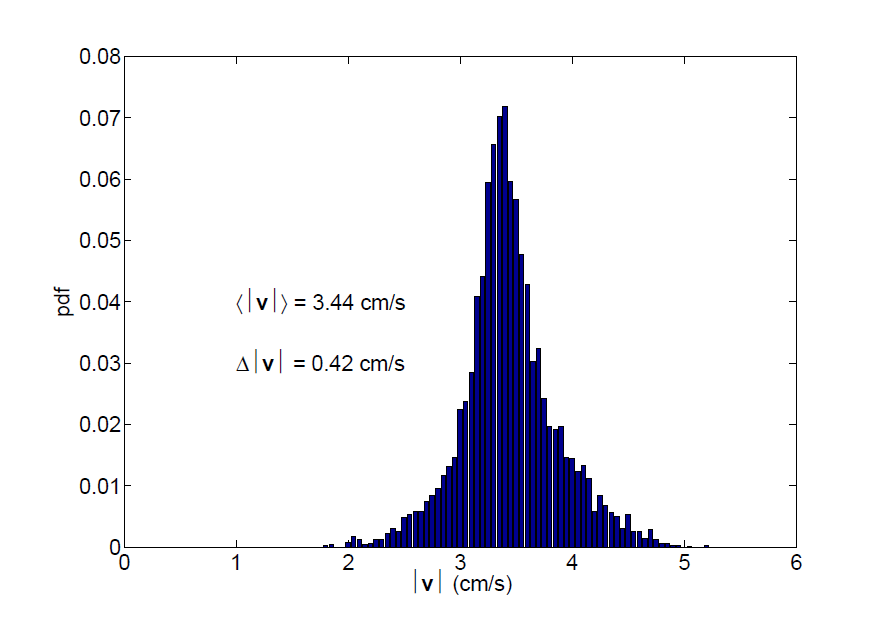 0.08
0.07
0.06
0.05
0.04
0.03
0.02
0.01
0
pdf
⟨|v|⟩ = 3.44 cm/s
Δ|v| = 0.42 cm/s
0 1 2 3 4 5 6
|v| (cm/s)